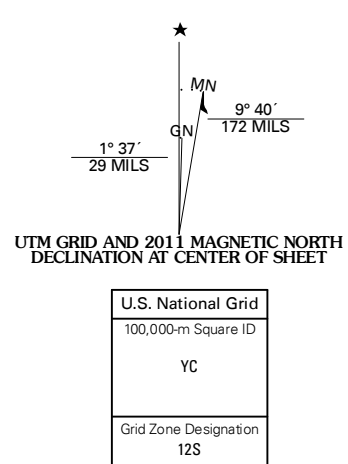 ★
MN
9° 40´
172 MILS
GN
1° 37´
29 MILS
UTM GRID AND 2011 MAGNETIC NORTH
DECLINATION AT CENTER OF SHEET
U.S. National Grid
100,000-m Square ID
YC
Grid Zone Designation
12S